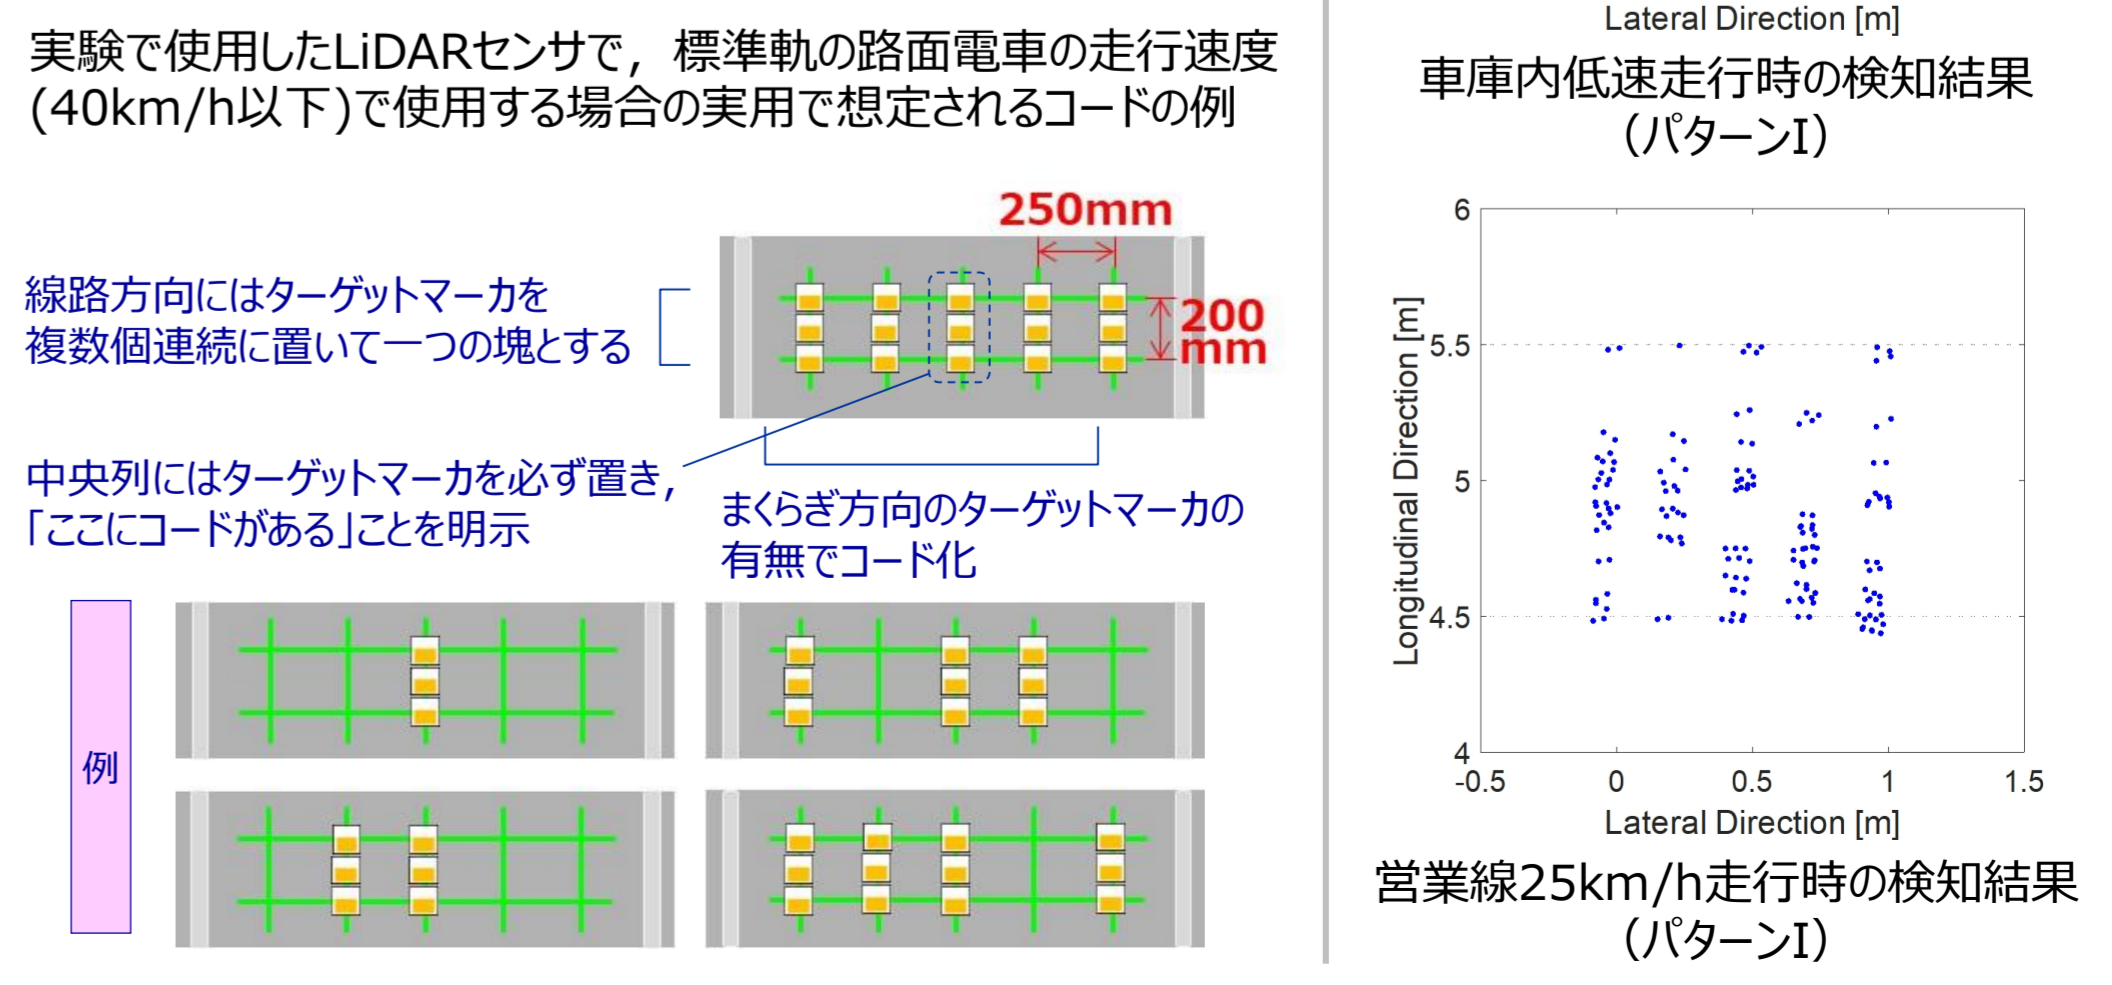 実験で使用したLiDARセンサで，標準軌の路面電車の走行速度
(40km/h以下)で使用する場合の実用で想定されるコードの例
250mm
200
mm
線路方向にはターゲットマーカを
複数個連続に置いて一つの塊とする
中央列にはターゲットマーカを必ず置き，
「ここにコードがある」ことを明示
まくらぎ方向のターゲットマーカの
有無でコード化
例
Lateral Direction [m]
車庫内低速走行時の検知結果
（パターンI）
Longitudinal Direction [m]
6
5.5
5
4.5
4
-0.5 0 0.5 1 1.5
Lateral Direction [m]
営業線25km/h走行時の検知結果
（パターンI）